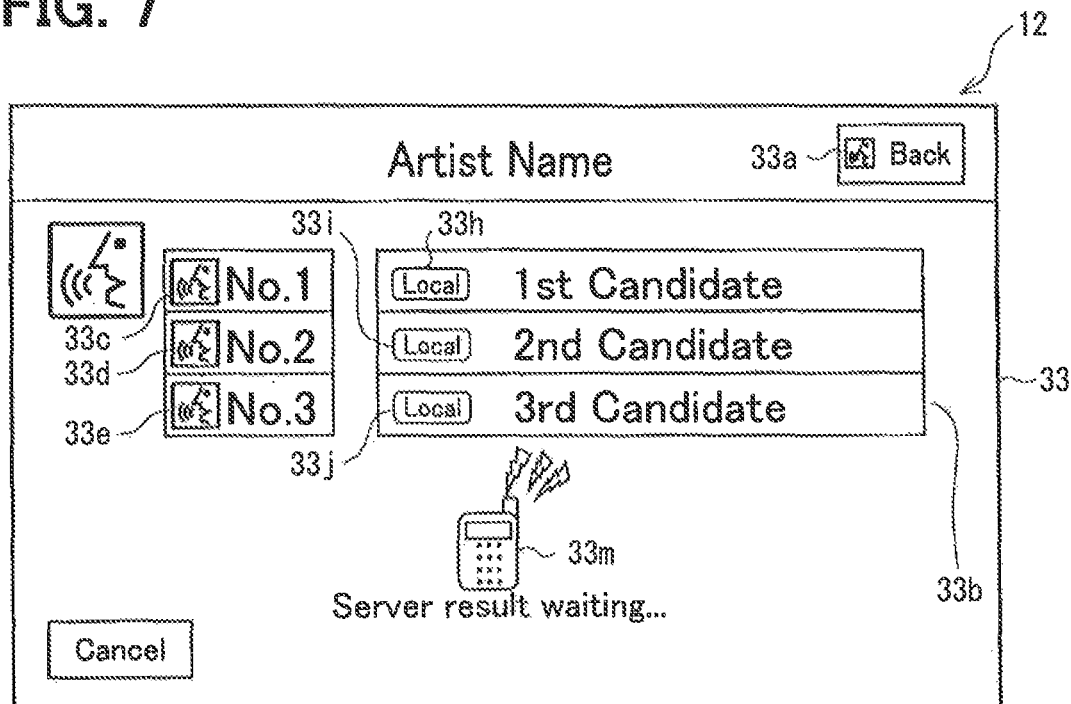 FIG. 7
12
Artist Name
33a
Back
33i
33h
No.1
Local
1st Candidate
33c
No.2
Local
2nd Candidate
33d
33
No.3
Local
3rd Candidate
33e
33j
33m
33b
Server result waiting...
Cancel